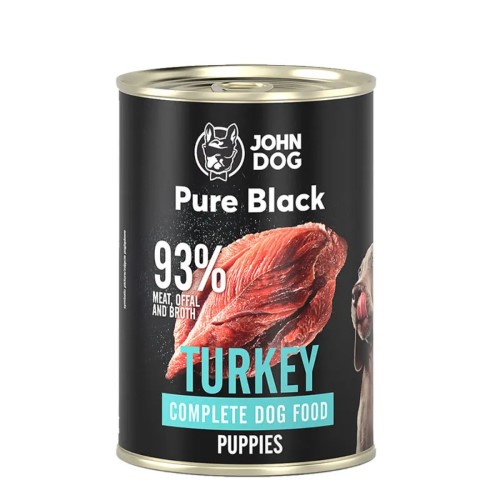 JOHN
DOG
Pure Black
93%
MEAT, OFFAL
AND BROTH
TURKEY
COMPLETE DOG FOOD
PUPPIES